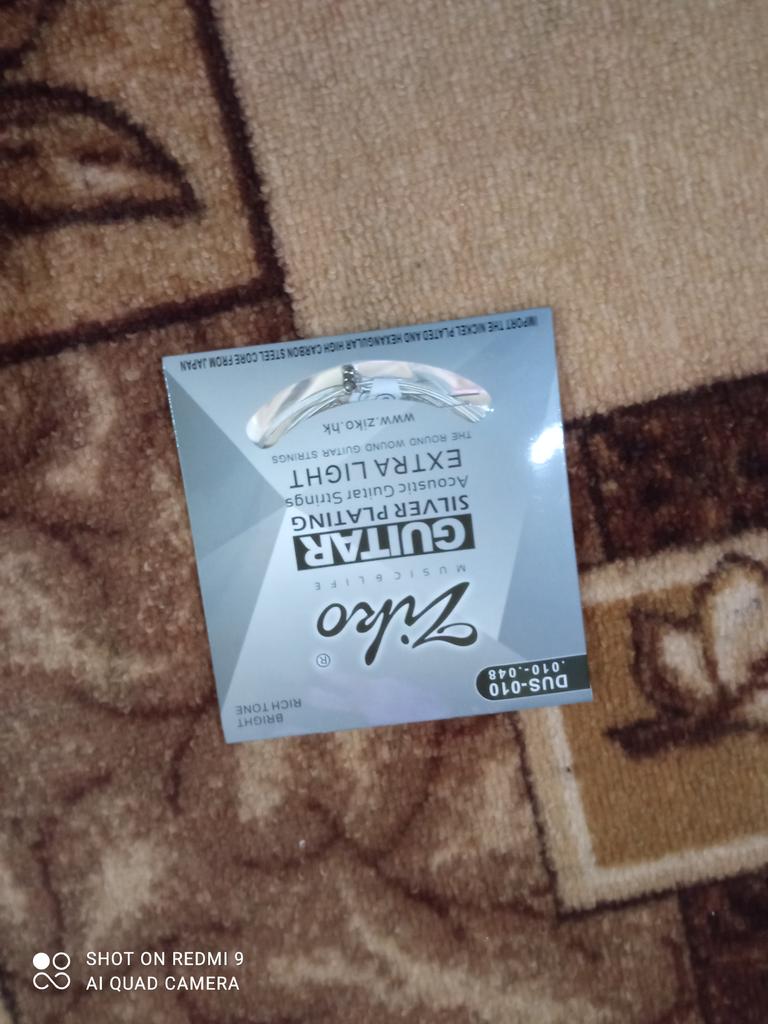 DUS-010
.010-.048
BRIGHT
RICH TONE
Ziko®
MUSIC & LIFE
GUITAR
SILVER PLATING
Acoustic Guitar Strings
EXTRA LIGHT
THE ROUND WOUND GUITAR STRINGS
www.ziko.hk
IMPORT THE NICKEL PLATED AND HEXANGULAR HIGH CARBON STEEL CORE FROM JAPAN
SHOT ON REDMI 9
AI QUAD CAMERA